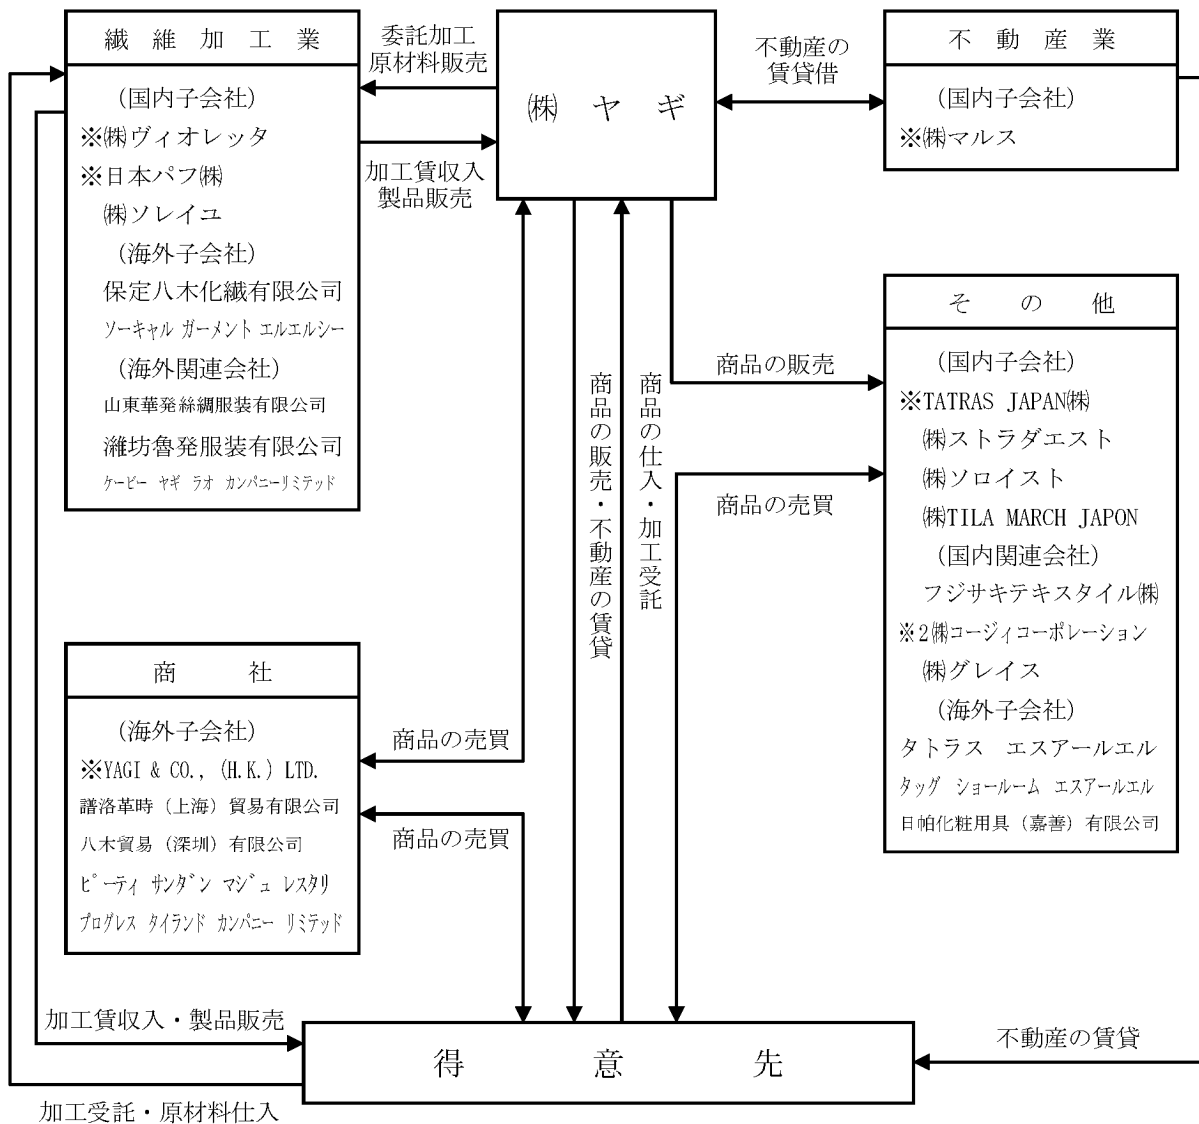 繊維加工業
(国内子会社)
※㈱ヴィオレッタ
※日本パフ㈱
㈱ソレイユ
(海外子会社)
保定八木化繊有限公司
ソーキャル ガーメント エルエルシー
(海外関連会社)
山東華発絲綢服装有限公司
濰坊魯発服装有限公司
ケービー ヤギ ラオ カンパニーリミテッド
委託加工
原材料販売
加工賃収入
製品販売
㈱ヤギ
不動産の
賃貸借
不動産業
(国内子会社)
※㈱マルス
その他
(国内子会社)
※TATRAS JAPAN㈱
㈱ストラダエスト
㈱ソロイスト
㈱TILA MARCH JAPON
(国内関連会社)
フジサキテキスタイル㈱
※2㈱コージィコーポレーション
㈱グレイス
(海外子会社)
タトラス エスアールエル
タッグ ショールーム エスアールエル
日帕化粧用具(嘉善)有限公司
商品の販売
商品の売買
商品の販売・不動産の賃貸
商品の仕入・加工受託
商社
(海外子会社)
※YAGI & CO., (H.K.) LTD.
譜洛革時(上海)貿易有限公司
八木貿易(深圳)有限公司
ピーティ サンダン マジュ レスタリ
プログレス タイランド カンパニー リミテッド
商品の売買
商品の売買
加工賃収入・製品販売
得意先
不動産の賃貸
加工受託・原材料仕入